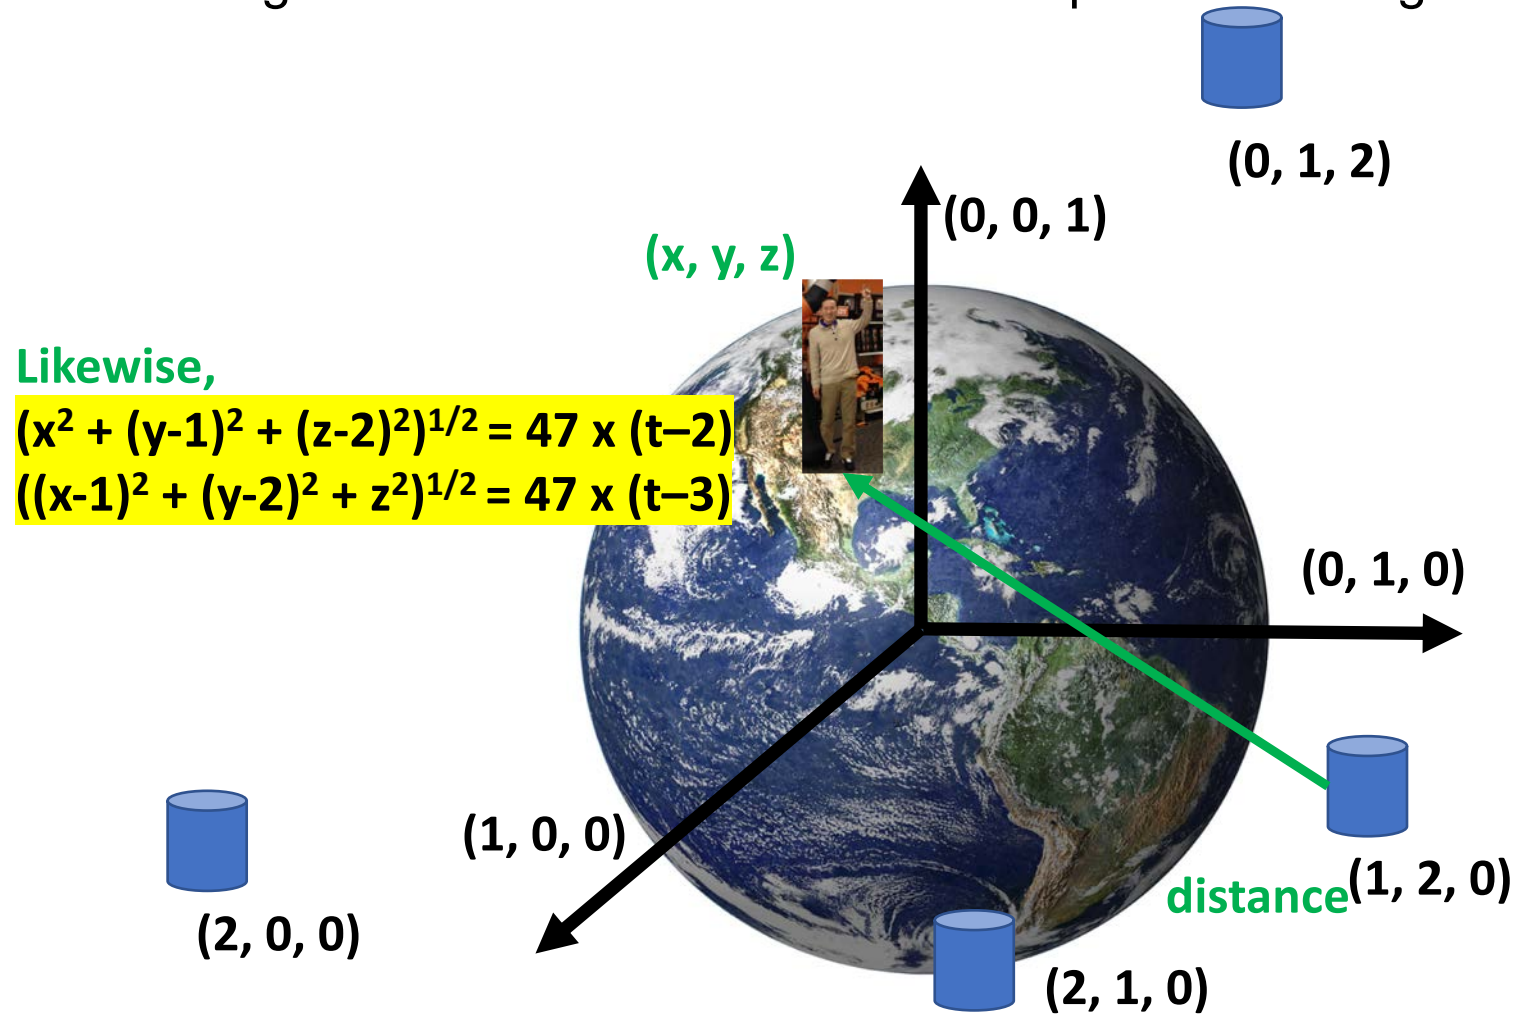 (0, 1, 2)
(0, 0, 1)
(x, y, z)
Likewise,
(x² + (y-1)² + (z-2)²)¹/² = 47 x (t–2)
((x-1)² + (y-2)² + z²)¹/² = 47 x (t–3)
(0, 1, 0)
(1, 0, 0)
(1, 2, 0)
distance
(2, 0, 0)
(2, 1, 0)